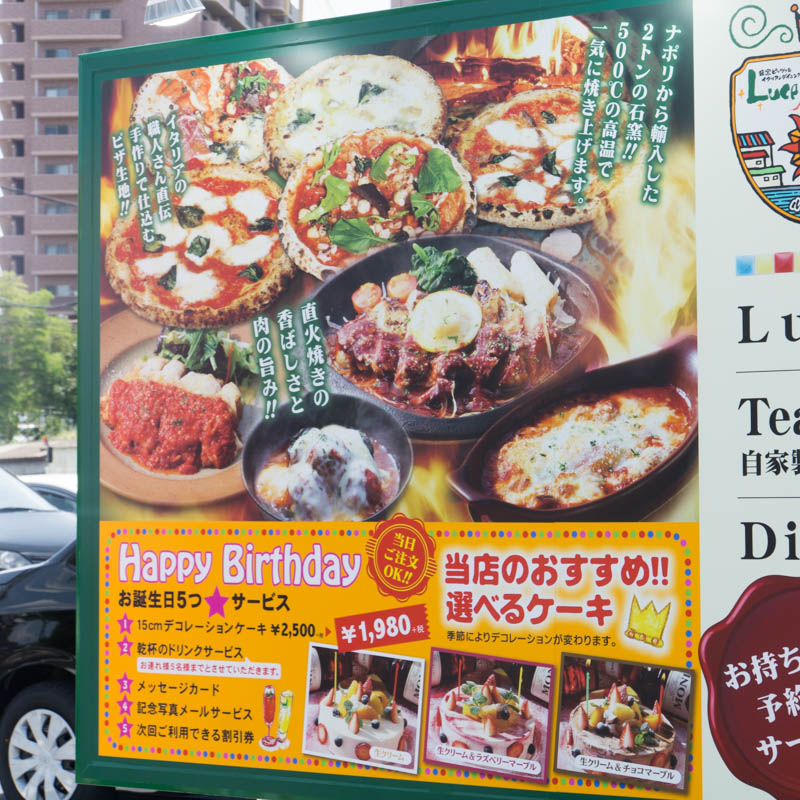 ナポリから輸入した
2トンの石窯!!
500℃の高温で
一気に焼き上げます。
イタリアの
職人さん直伝
手作りで仕込む
ピザ生地!!
直火焼きの
香ばしさと
肉の旨み!!
Happy Birthday
当日
ご注文
OK!!
お誕生日5つ★サービス
1 15cmデコレーションケーキ ¥2,500
¥1,980
+税
2 乾杯のドリンクサービス
お連れ様5名様までとさせていただきます。
3 メッセージカード
4 記念写真メールサービス
5 次回ご利用できる割引券
当店のおすすめ!!
選べるケーキ
季節によりデコレーションが変わります。
生クリーム
生クリーム&ラズベリーマーブル
生クリーム&チョコマーブル
Luce
Lu
Tea
自家製
Di
お持ち
予約
サー